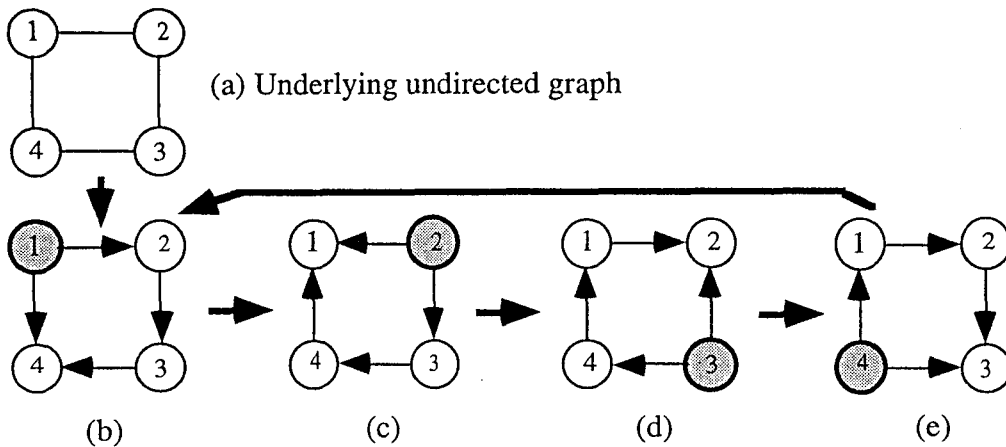 1 2
(a) Underlying undirected graph
4 3
1 2 1 2 1 2 1 2
4 3 4 3 4 3 4 3
(b) (c) (d) (e)